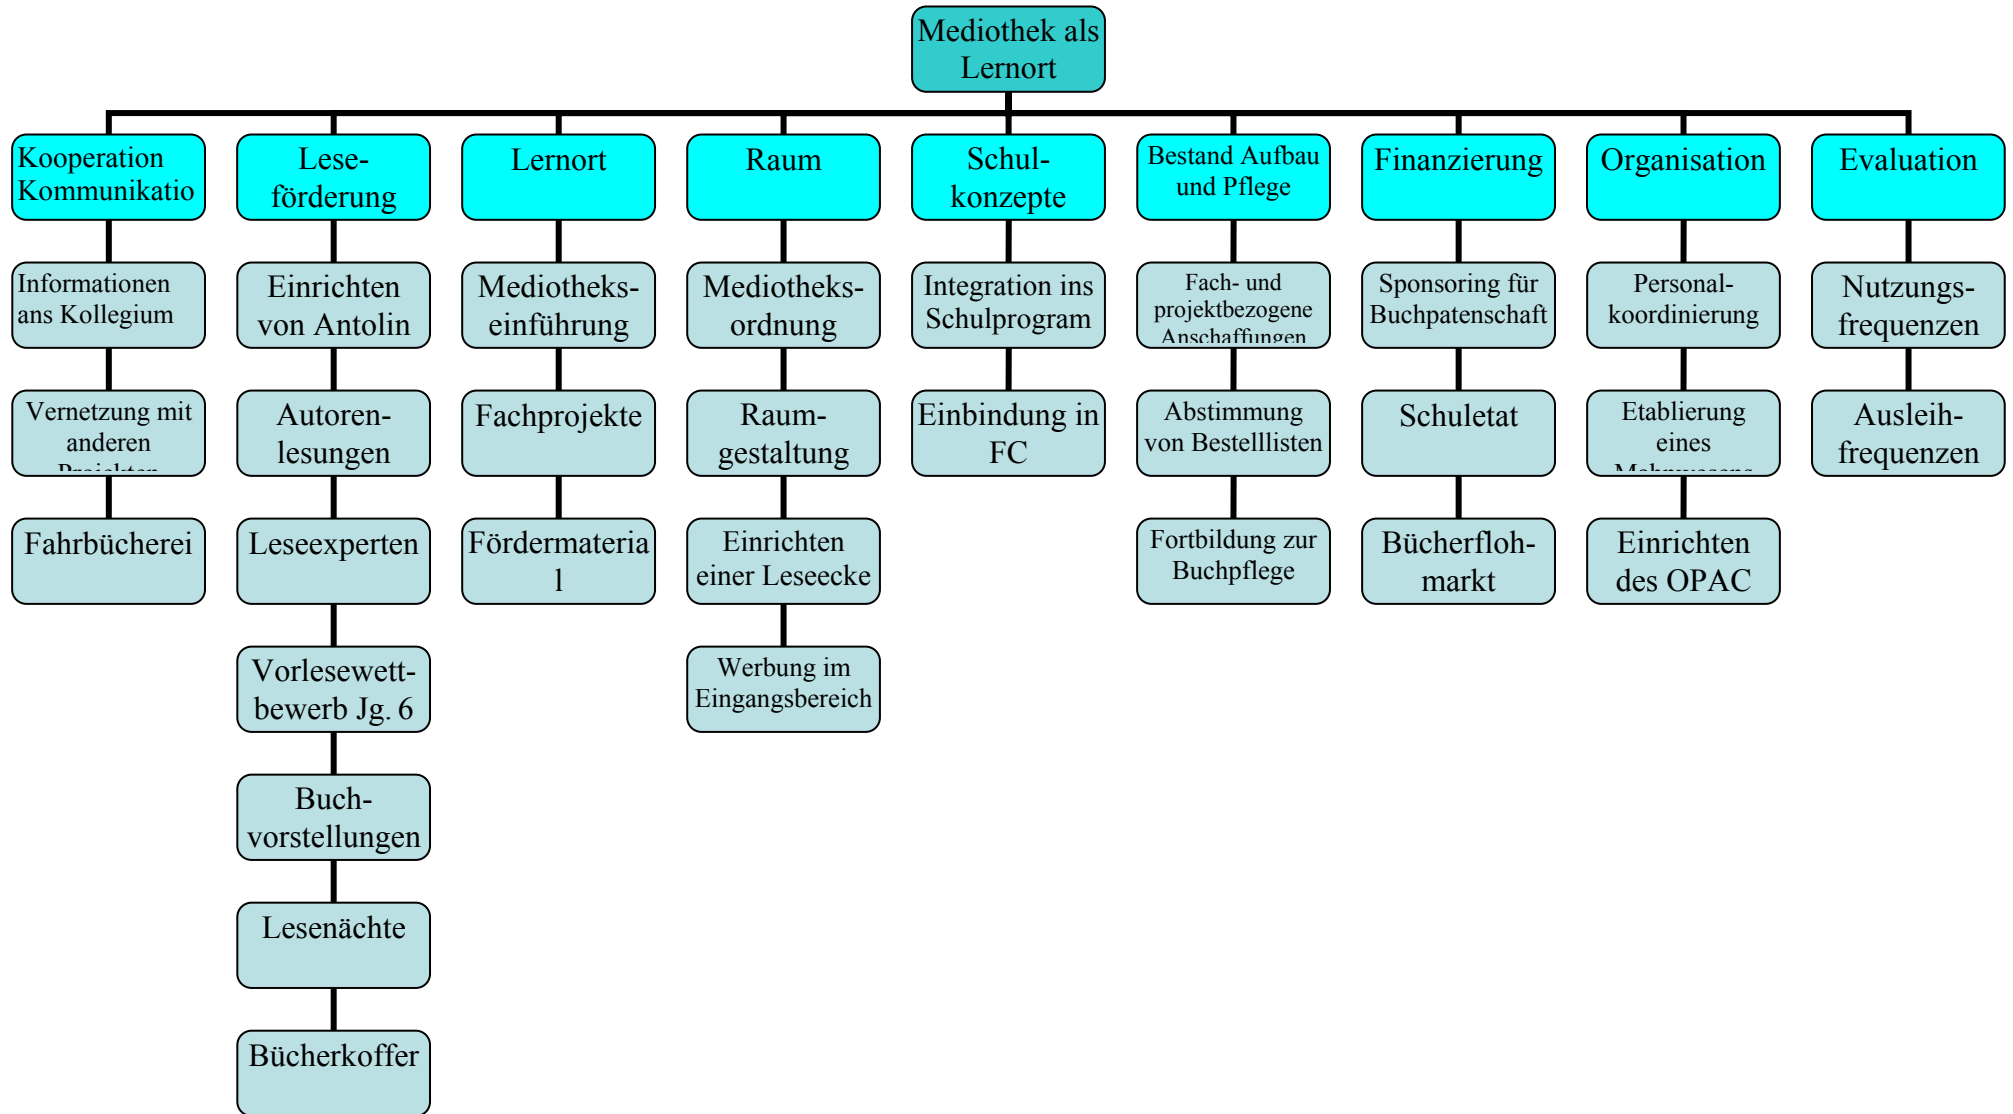 Mediothek als
Lernort
Kooperation
Kommunikatio
Lese-
förderung
Lernort
Raum
Schul-
konzepte
Bestand Aufbau
und Pflege
Finanzierung
Organisation
Evaluation
Informationen
ans Kollegium
Einrichten
von Antolin
Mediotheks-
einführung
Mediotheks-
ordnung
Integration ins
Schulprogram
Fach- und
projektbezogene
Anschaffungen
Sponsoring für
Buchpatenschaft
Personal-
koordinierung
Nutzungs-
frequenzen
Vernetzung mit
anderen
Projekten
Autoren-
lesungen
Fachprojekte
Raum-
gestaltung
Einbindung in
FC
Abstimmung
von Bestelllisten
Schuletat
Etablierung
eines
Mahnwesens
Ausleih-
frequenzen
Fahrbücherei
Leseexperten
Fördermateria
l
Einrichten
einer Leseecke
Fortbildung zur
Buchpflege
Bücherfloh-
markt
Einrichten
des OPAC
Vorlesewett-
bewerb Jg. 6
Werbung im
Eingangsbereich
Buch-
vorstellungen
Lesenächte
Bücherkoffer